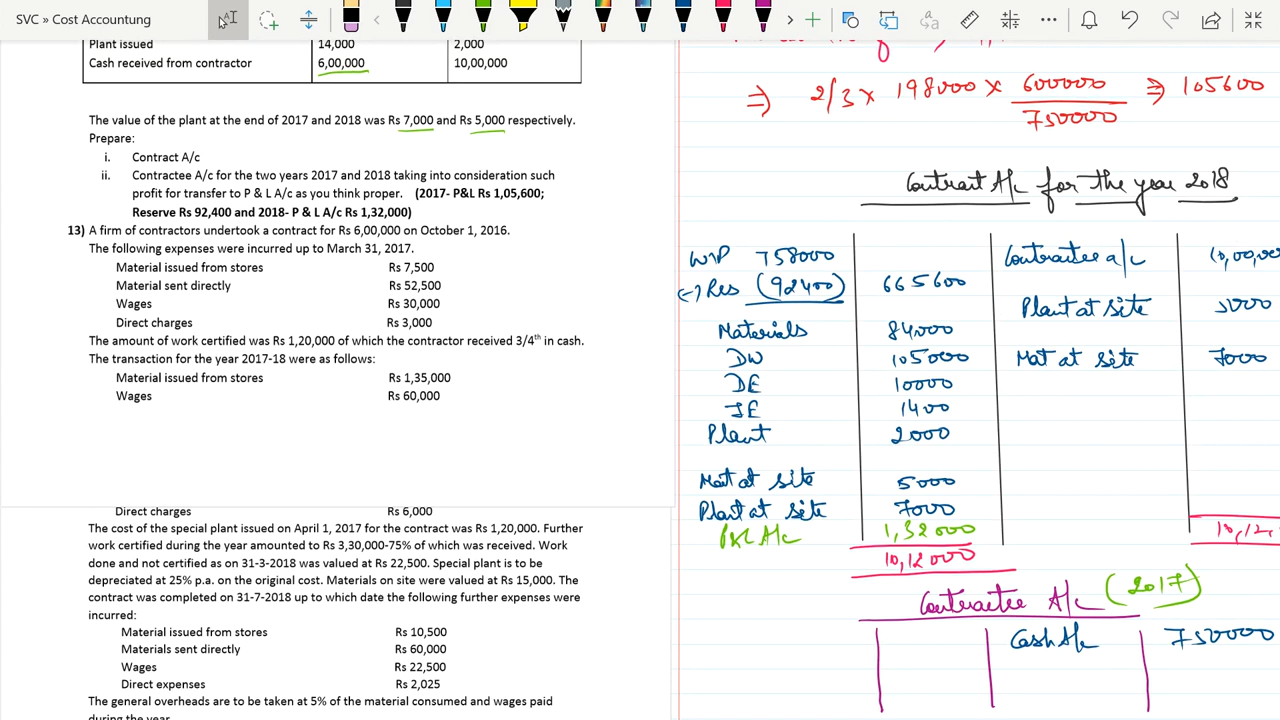 SVC » Cost Accountung
Plant issued 14,000 2,000
Cash received from contractor 6,00,000 10,00,000
The value of the plant at the end of 2017 and 2018 was Rs 7,000 and Rs 5,000 respectively.
Prepare:
i. Contract A/c
ii. Contractee A/c for the two years 2017 and 2018 taking into consideration such
profit for transfer to P & L A/c as you think proper. (2017- P&L Rs 1,05,600;
Reserve Rs 92,400 and 2018- P & L A/c Rs 1,32,000)
13) A firm of contractors undertook a contract for Rs 6,00,000 on October 1, 2016.
The following expenses were incurred up to March 31, 2017.
Material issued from stores Rs 7,500
Material sent directly Rs 52,500
Wages Rs 30,000
Direct charges Rs 3,000
The amount of work certified was Rs 1,20,000 of which the contractor received 3/4th in cash.
The transaction for the year 2017-18 were as follows:
Material issued from stores Rs 1,35,000
Wages Rs 60,000
Direct charges Rs 6,000
The cost of the special plant issued on April 1, 2017 for the contract was Rs 1,20,000. Further
work certified during the year amounted to Rs 3,30,000-75% of which was received. Work
done and not certified as on 31-3-2018 was valued at Rs 22,500. Special plant is to be
depreciated at 25% p.a. on the original cost. Materials on site were valued at Rs 15,000. The
contract was completed on 31-7-2018 up to which date the following further expenses were
incurred:
Material issued from stores Rs 10,500
Materials sent directly Rs 60,000
Wages Rs 22,500
Direct expenses Rs 2,025
The general overheads are to be taken at 5% of the material consumed and wages paid
during the year
⇒ 2/3 × 198000 × 600000 / 750000 ⇒ 105600
Contract A/c for the year 2018
WIP 758000 Contractee a/c 10,00,00
(-) Res (92400) 665600
Plant at site 5000
Materials 84000
DW 105000 Mat at site 7000
DE 10000
IE 1400
Plant 2000
Mat at site 5000
Plant at site 7000
P&L A/c 1,32000 10,12,
10,12000
Contractee A/c (2017)
Cash A/c 750000